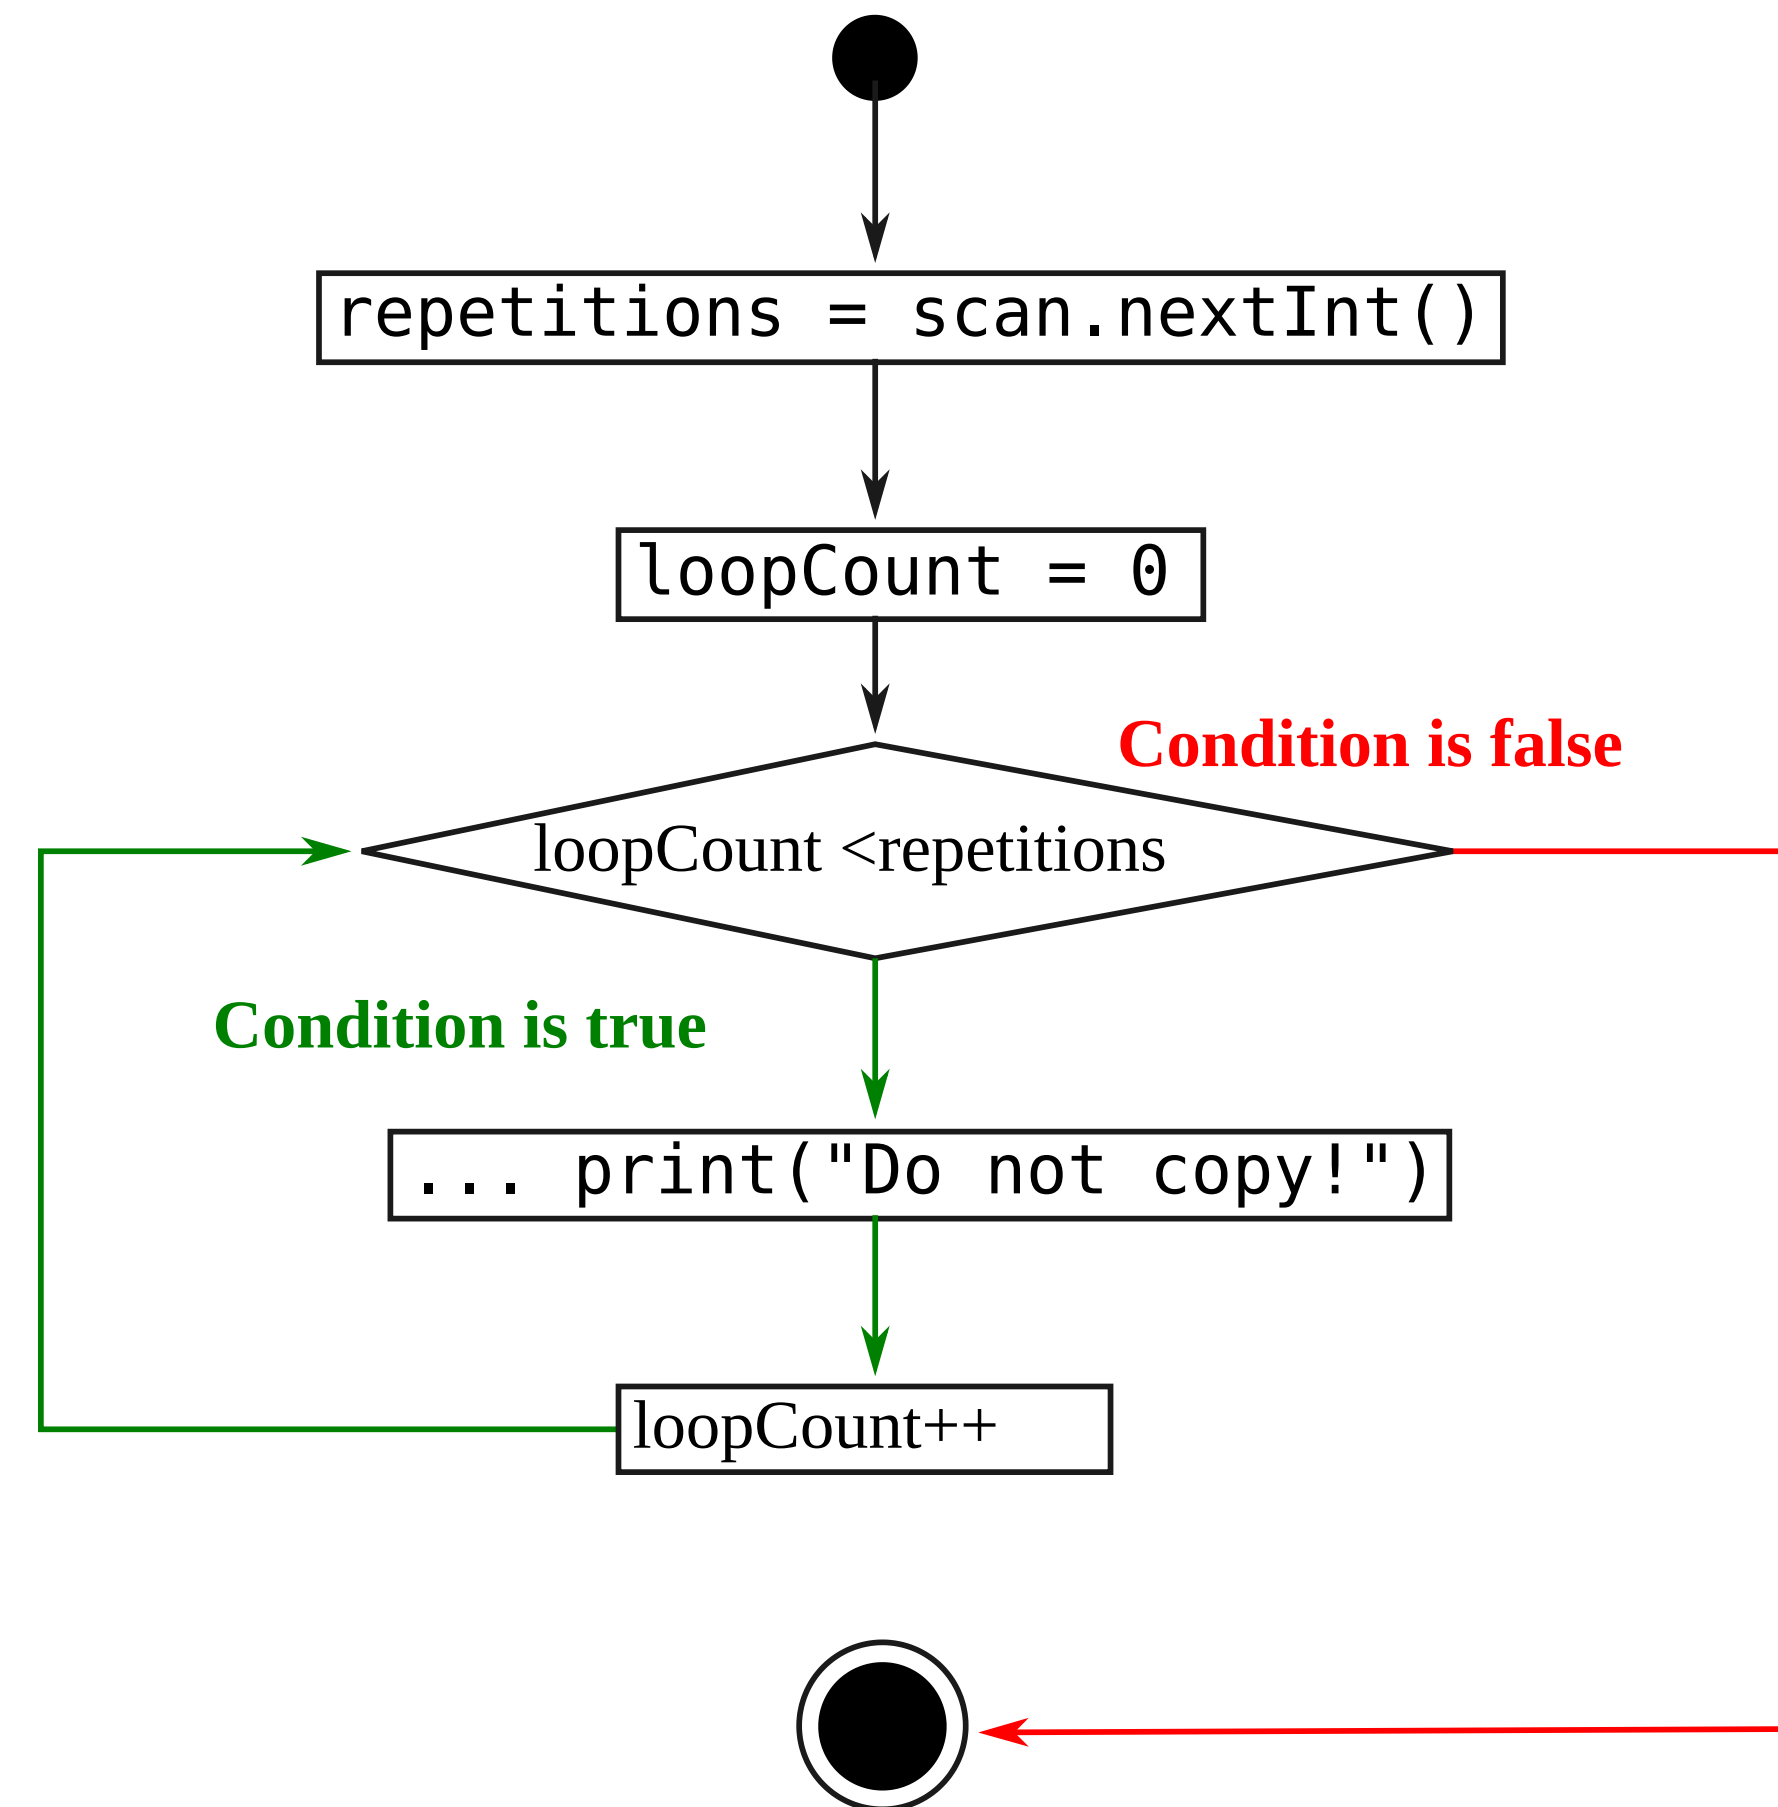 repetitions = scan.nextInt()
loopCount = 0
Condition is false
loopCount <repetitions
Condition is true
... print("Do not copy!")
loopCount++